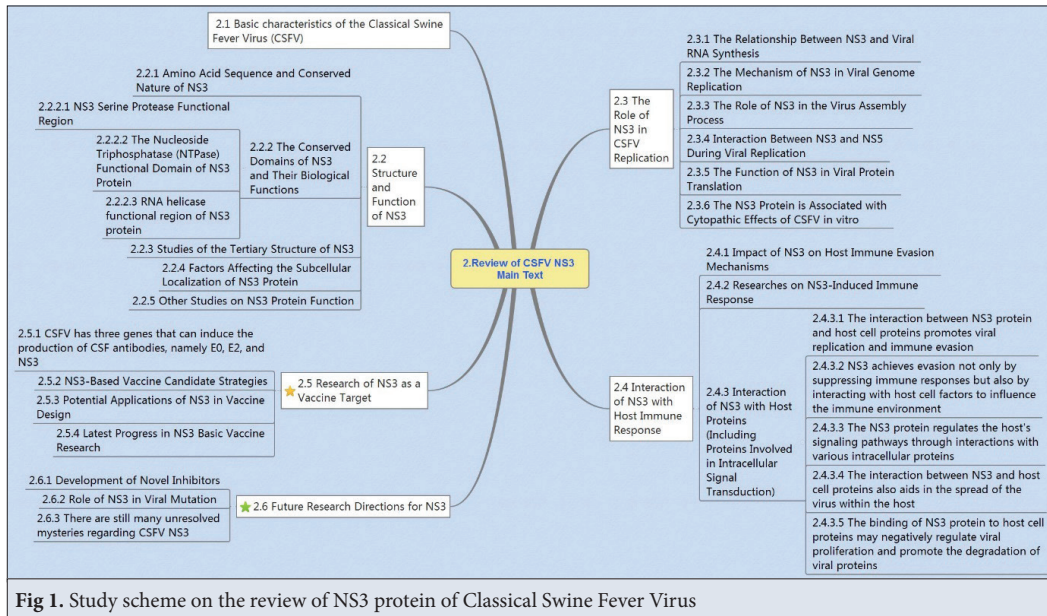 2.1 Basic characteristics of the Classical Swine
Fever Virus (CSFV)
2.2.1 Amino Acid Sequence and Conserved
Nature of NS3
2.2.2.1 NS3 Serine Protease Functional
Region
2.2.2.2 The Nucleoside
Triphosphatase (NTPase)
Functional Domain of NS3
Protein
2.2.2.3 RNA helicase
functional region of NS3
protein
2.2.2 The Conserved
Domains of NS3
and Their Biological
Functions
2.2.3 Studies of the Tertiary Structure of NS3
2.2.4 Factors Affecting the Subcellular
Localization of NS3 Protein
2.2.5 Other Studies on NS3 Protein Function
2.2
Structure
and
Function
of NS3
2.5.1 CSFV has three genes that can induce the
production of CSF antibodies, namely E0, E2, and
NS3
2.5.2 NS3-Based Vaccine Candidate Strategies
2.5.3 Potential Applications of NS3 in Vaccine
Design
2.5.4 Latest Progress in NS3 Basic Vaccine
Research
2.5 Research of NS3 as a
Vaccine Target
2.6.1 Development of Novel Inhibitors
2.6.2 Role of NS3 in Viral Mutation
2.6.3 There are still many unresolved
mysteries regarding CSFV NS3
2.6 Future Research Directions for NS3
2.Review of CSFV NS3
Main Text
2.3 The
Role of
NS3 in
CSFV
Replication
2.3.1 The Relationship Between NS3 and Viral
RNA Synthesis
2.3.2 The Mechanism of NS3 in Viral Genome
Replication
2.3.3 The Role of NS3 in the Virus Assembly
Process
2.3.4 Interaction Between NS3 and NS5
During Viral Replication
2.3.5 The Function of NS3 in Viral Protein
Translation
2.3.6 The NS3 Protein is Associated with
Cytopathic Effects of CSFV in vitro
2.4 Interaction
of NS3 with
Host Immune
Response
2.4.1 Impact of NS3 on Host Immune Evasion
Mechanisms
2.4.2 Researches on NS3-Induced Immune
Response
2.4.3 Interaction
of NS3 with Host
Proteins
(Including
Proteins Involved
in Intracellular
Signal
Transduction)
2.4.3.1 The interaction between NS3 protein
and host cell proteins promotes viral
replication and immune evasion
2.4.3.2 NS3 achieves evasion not only by
suppressing immune responses but also by
interacting with host cell factors to influence
the immune environment
2.4.3.3 The NS3 protein regulates the host's
signaling pathways through interactions with
various intracellular proteins
2.4.3.4 The interaction between NS3 and host
cell proteins also aids in the spread of the
virus within the host
2.4.3.5 The binding of NS3 protein to host cell
proteins may negatively regulate viral
proliferation and promote the degradation of
viral proteins
Fig 1. Study scheme on the review of NS3 protein of Classical Swine Fever Virus